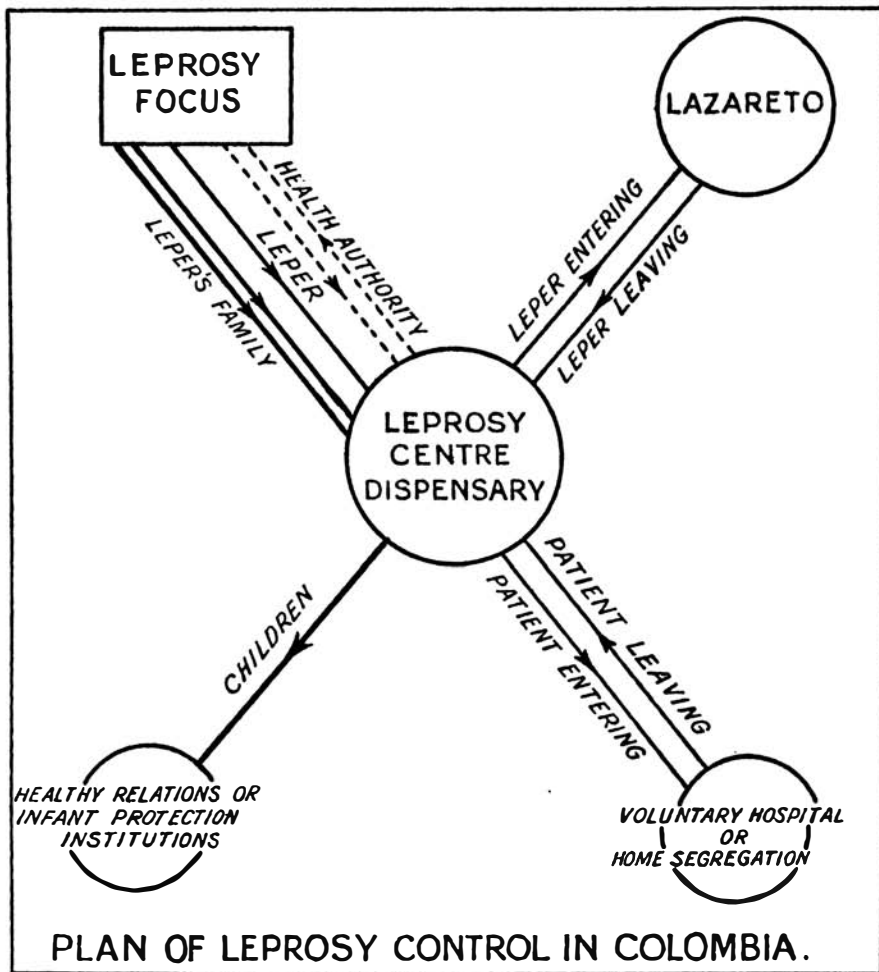 LEPROSY
FOCUS
LAZARETO
HEALTH AUTHORITY
LEPER
LEPER'S FAMILY
LEPER ENTERING
LEPER LEAVING
LEPROSY
CENTRE
DISPENSARY
CHILDREN
PATIENT LEAVING
PATIENT ENTERING
HEALTHY RELATIONS OR
INFANT PROTECTION
INSTITUTIONS
VOLUNTARY HOSPITAL
OR
HOME SEGREGATION
PLAN OF LEPROSY CONTROL IN COLOMBIA.